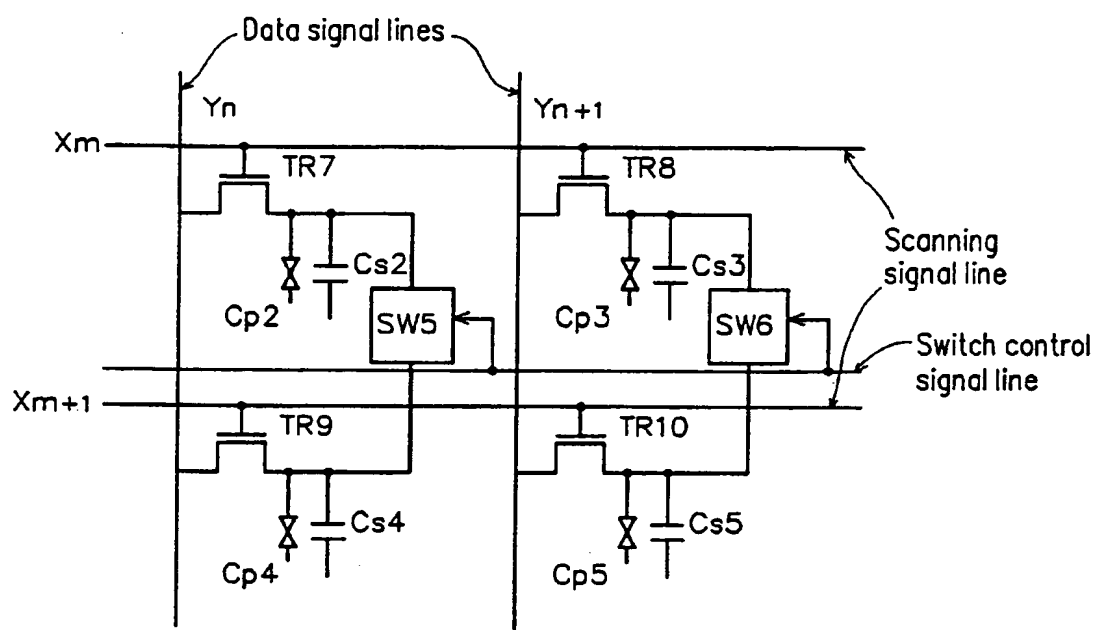 Data signal lines
Yn
Yn+1
Xm
TR7
TR8
Cs2
Cs3
Scanning
signal line
Cp2
SW5
Cp3
SW6
Switch control
signal line
Xm+1
TR9
TR10
Cs4
Cs5
Cp4
Cp5